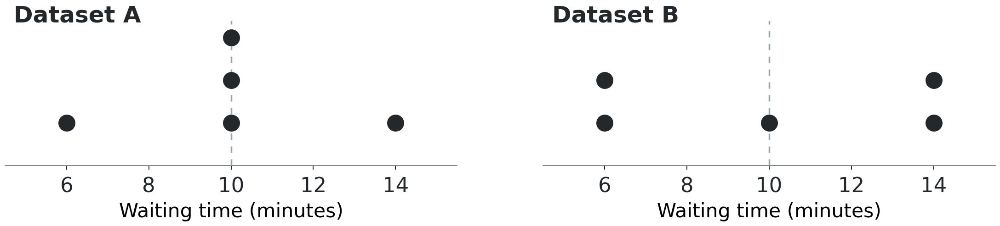 Dataset A
6 8 10 12 14
Waiting time (minutes)
Dataset B
6 8 10 12 14
Waiting time (minutes)